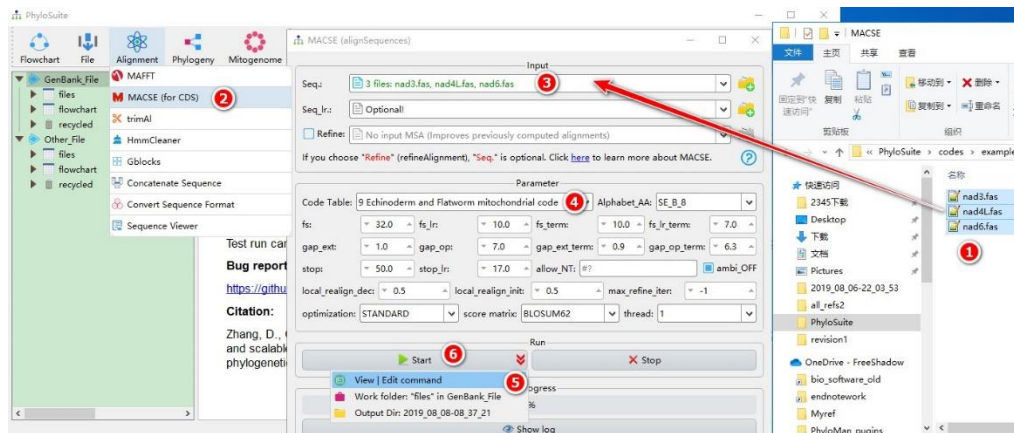 PhyloSuite
Flowchart File Alignment Phylogeny Mitogenome
GenBank_File
files
flowchart
recycled
Other_File
files
flowchart
recycled
MAFFT
MACSE (for CDS) 2
trimAl
HmmCleaner
Gblocks
Concatenate Sequence
Convert Sequence Format
Sequence Viewer
Test run car
Bug report
https://githu
Citation:
Zhang, D., 
and scalable
phylogeneti
MACSE (alignSequences)
Input
Seq.: 3 files: nad3.fas, nad4L.fas, nad6.fas 3
Seq_lr.: Optional!
Refine: No input MSA (Improves previously computed alignments)
If you choose "Refine" (refineAlignment), "Seq." is optional. Click here to learn more about MACSE.
Parameter
Code Table: 9 Echinoderm and Flatworm mitochondrial code 4 Alphabet_AA: SE_B_8
fs: 32.0 fs_lr: 10.0 fs_term: 10.0 fs_lr_term: 7.0
gap_ext: 1.0 gap_op: 7.0 gap_ext_term: 0.9 gap_op_term: 6.3
stop: 50.0 stop_lr: 17.0 allow_NT: #? ambi_OFF
local_realign_dec: 0.5 local_realign_init: 0.5 max_refine_iter: -1
optimization: STANDARD score matrix: BLOSUM62 thread: 1
Run
Start 6 Stop
View | Edit command 5
Work folder: "files" in GenBank_File
Output Dir: 2019_08_08-08_37_21
ogress
%
Show log
MACSE
文件 主页 共享 查看
固定到"快速访问"
复制 粘贴
移动到 删除
复制到 重命名
剪贴板 组织
« PhyloSuite › codes › example
快速访问
2345下载
Desktop
下载
文档
Pictures
2019_08_06-22_03_53
all_refs2
PhyloSuite
revision1
OneDrive - FreeShadow
bio_software_old
endnotework
Myref
PhyloMan_plugins
名称
nad3.fas
nad4L.fas
nad6.fas
1